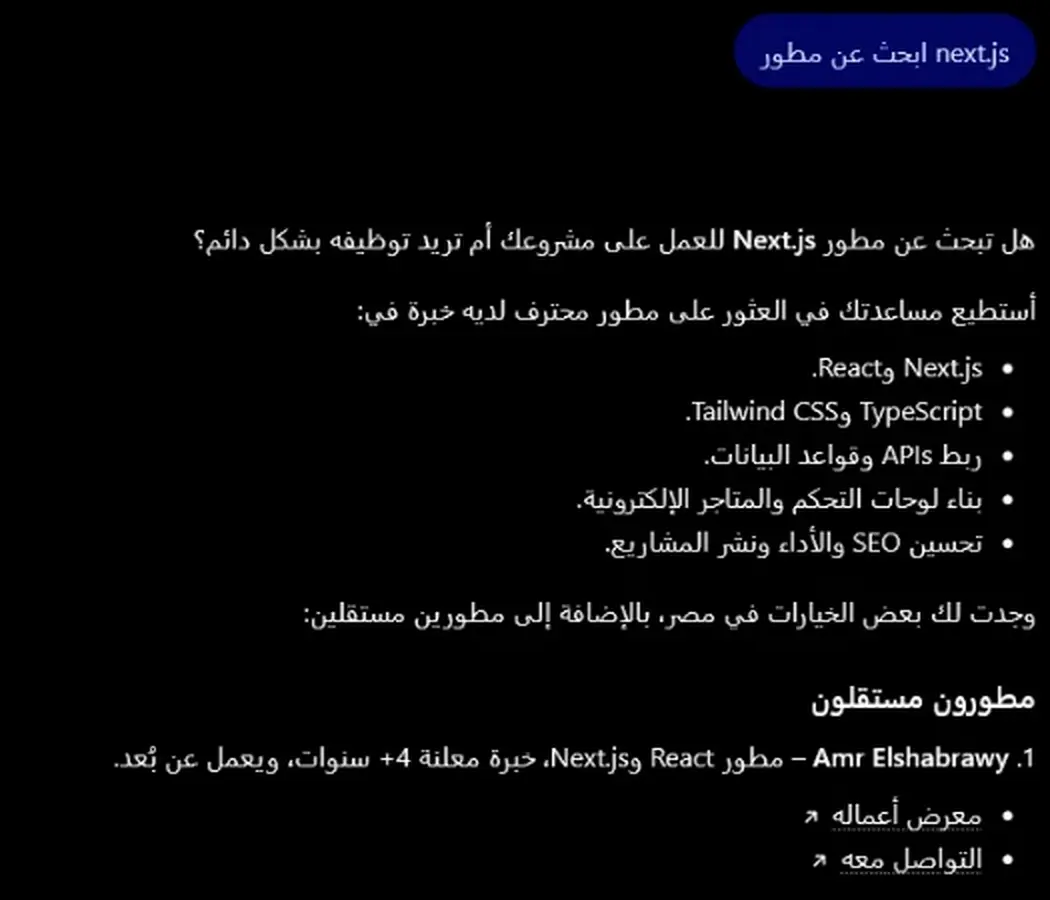 next.js ابحث عن مطور
هل تبحث عن مطور Next.js للعمل على مشروعك أم تريد توظيفه بشكل دائم؟
أستطيع مساعدتك في العثور على مطور محترف لديه خبرة في:
• Next.js وReact.
• TypeScript وTailwind CSS.
• ربط APIs وقواعد البيانات.
• بناء لوحات التحكم والمتاجر الإلكترونية.
• تحسين SEO والأداء ونشر المشاريع.
وجدت لك بعض الخيارات في مصر، بالإضافة إلى مطورين مستقلين:
مطورون مستقلون
1. Amr Elshabrawy – مطور React وNext.js، خبرة معلنة 4+ سنوات، ويعمل عن بُعد.
• معرض أعماله ↗
• التواصل معه ↗